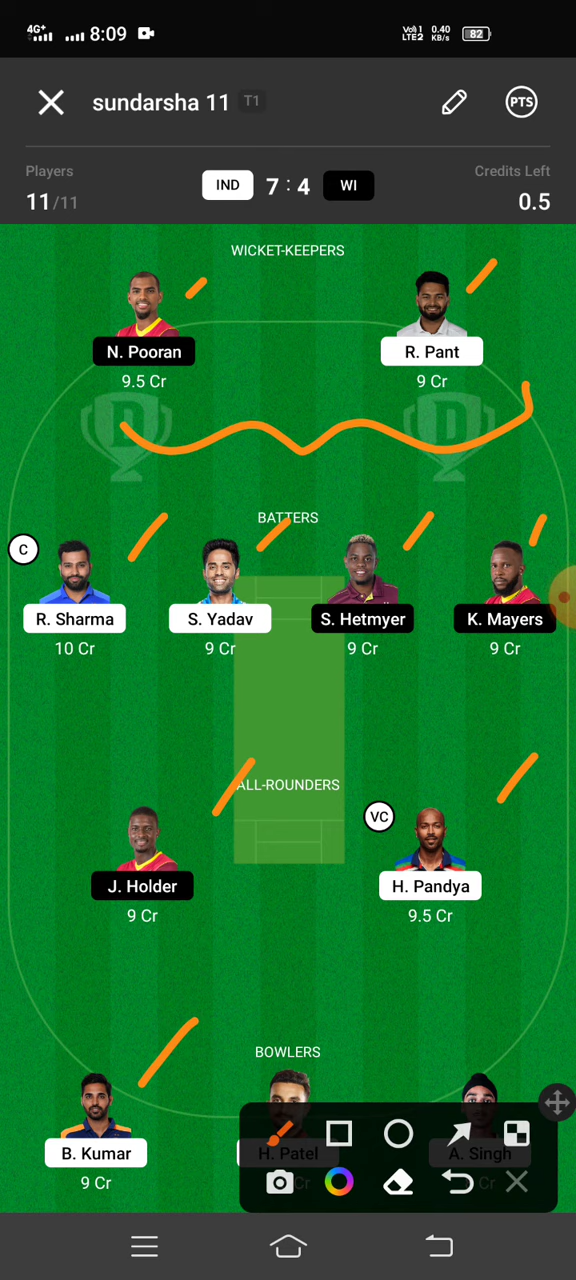 4G+ 8:09 Vo) 1 LTE2 0.40 KB/s 82
sundarsha 11 T1 PTS
Players Credits Left
11/11 IND 7 : 4 WI 0.5
WICKET-KEEPERS
N. Pooran R. Pant
9.5 Cr 9 Cr
BATTERS
C
R. Sharma S. Yadav S. Hetmyer K. Mayers
10 Cr 9 Cr 9 Cr 9 Cr
ALL-ROUNDERS
VC
J. Holder H. Pandya
9 Cr 9.5 Cr
BOWLERS
B. Kumar H. Patel A. Singh
9 Cr Cr Cr